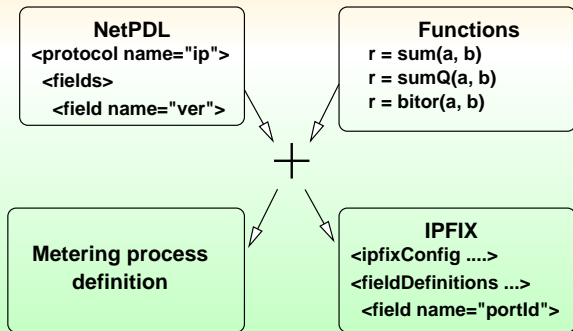 NetPDL
<protocol name="ip">
<fields>
<field name="ver">
Functions
r = sum(a, b)
r = sumQ(a, b)
r = bitor(a, b)
+
Metering process
definition
IPFIX
<ipfixConfig ....>
<fieldDefinitions ...>
<field name="portId">